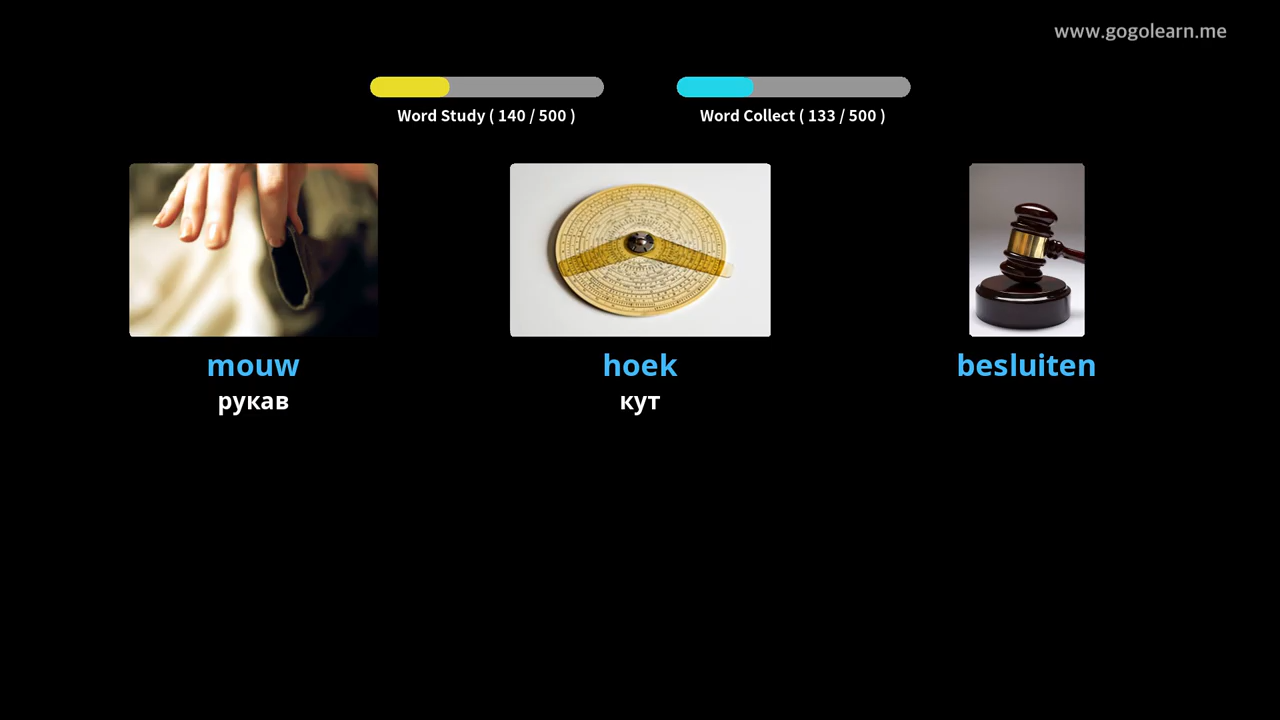 www.gogolearn.me
Word Study ( 140 / 500 )
Word Collect ( 133 / 500 )
mouw
рукав
hoek
кут
besluiten